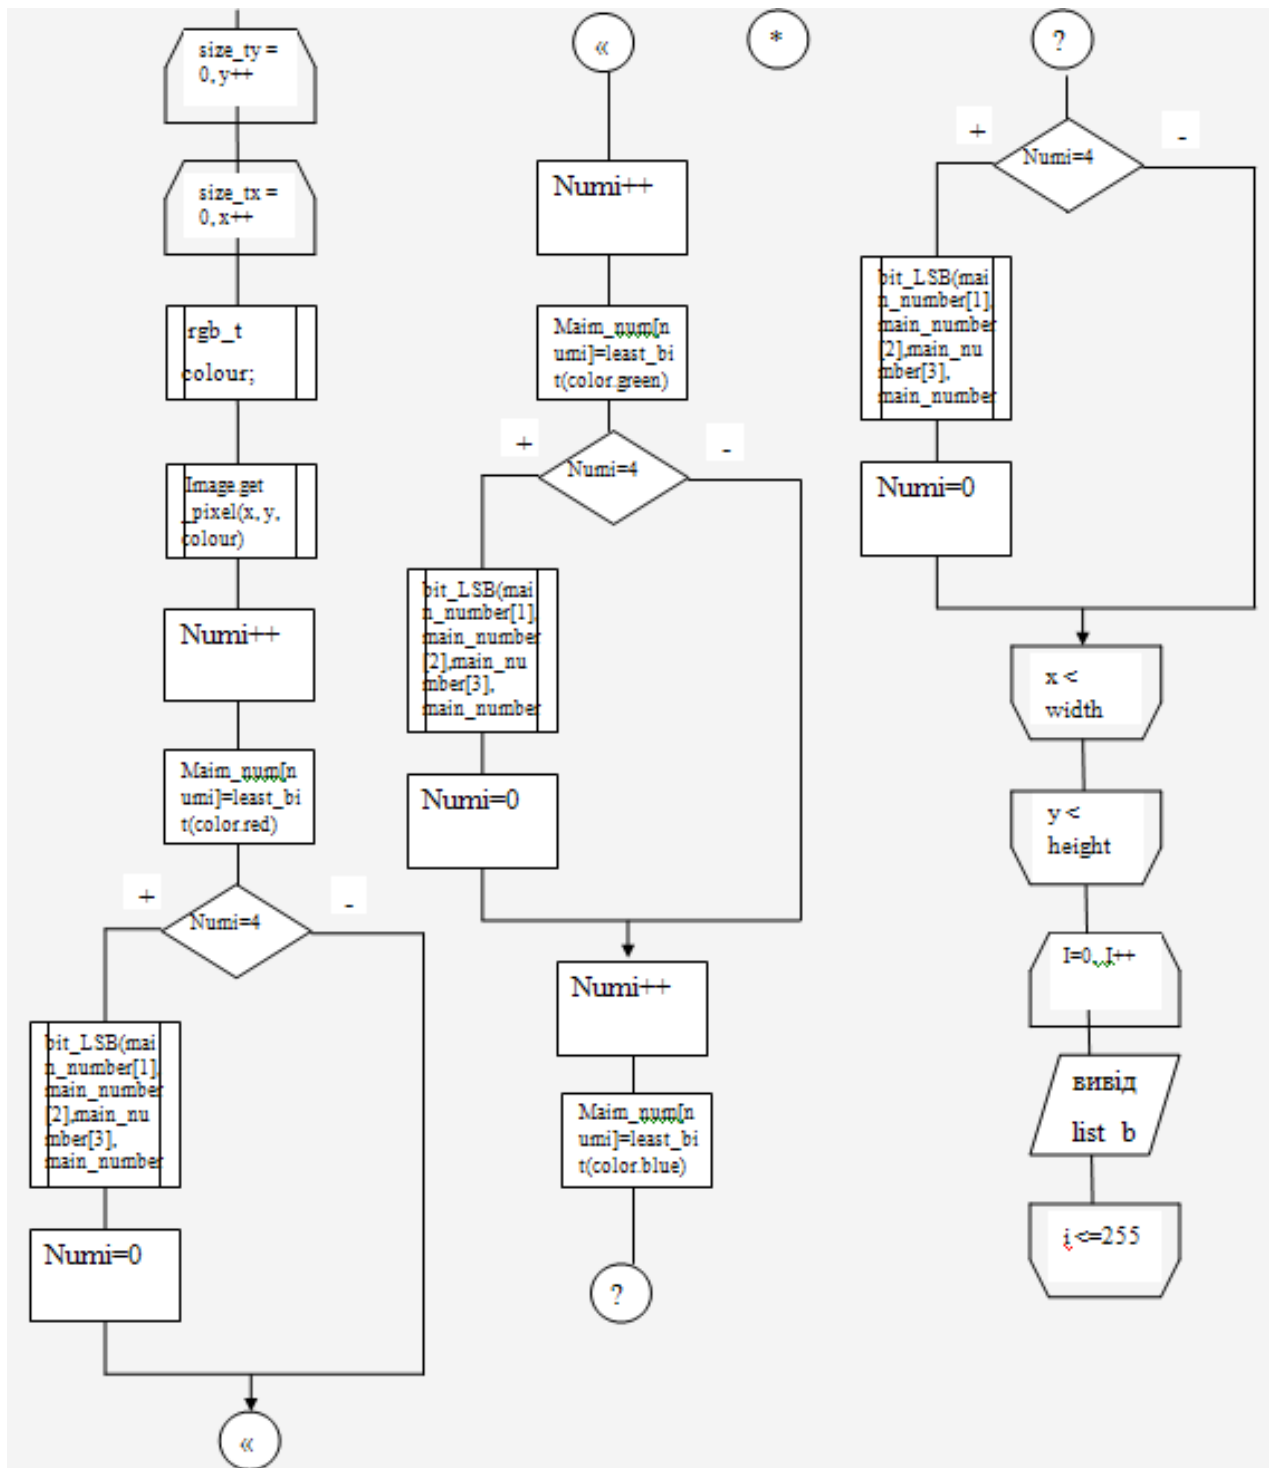 size_ty =
0, y++
size_tx =
0, x++
rgb_t
colour;
Image.get
_pixel(x, y,
colour)
Numi++
Maim_num[n
umi]=least_bi
t(color.red)
+
-
Numi=4
bit_LSB(mai
n_number[1],
main_number
[2],main_nu
mber[3],
main_number
Numi=0
«
«
Numi++
Maim_num[n
umi]=least_bi
t(color.green)
+
-
Numi=4
bit_LSB(mai
n_number[1],
main_number
[2],main_nu
mber[3],
main_number
Numi=0
Numi++
Maim_num[n
umi]=least_bi
t(color.blue)
?
*
?
+
-
Numi=4
bit_LSB(mai
n_number[1],
main_number
[2],main_nu
mber[3],
main_number
Numi=0
x <
width
y <
height
I=0, I++
вивід
list_b
i <=255